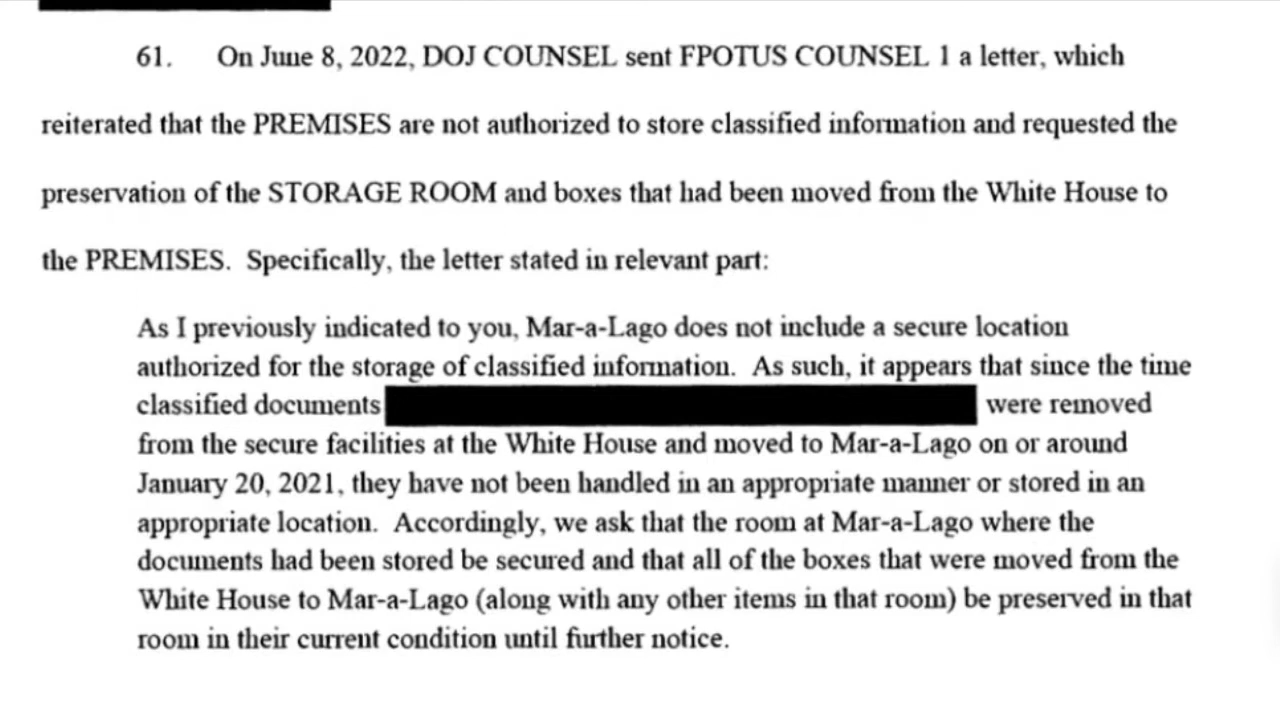 61. On June 8, 2022, DOJ COUNSEL sent FPOTUS COUNSEL 1 a letter, which
reiterated that the PREMISES are not authorized to store classified information and requested the
preservation of the STORAGE ROOM and boxes that had been moved from the White House to
the PREMISES. Specifically, the letter stated in relevant part:
As I previously indicated to you, Mar-a-Lago does not include a secure location
authorized for the storage of classified information. As such, it appears that since the time
classified documents were removed
from the secure facilities at the White House and moved to Mar-a-Lago on or around
January 20, 2021, they have not been handled in an appropriate manner or stored in an
appropriate location. Accordingly, we ask that the room at Mar-a-Lago where the
documents had been stored be secured and that all of the boxes that were moved from the
White House to Mar-a-Lago (along with any other items in that room) be preserved in that
room in their current condition until further notice.